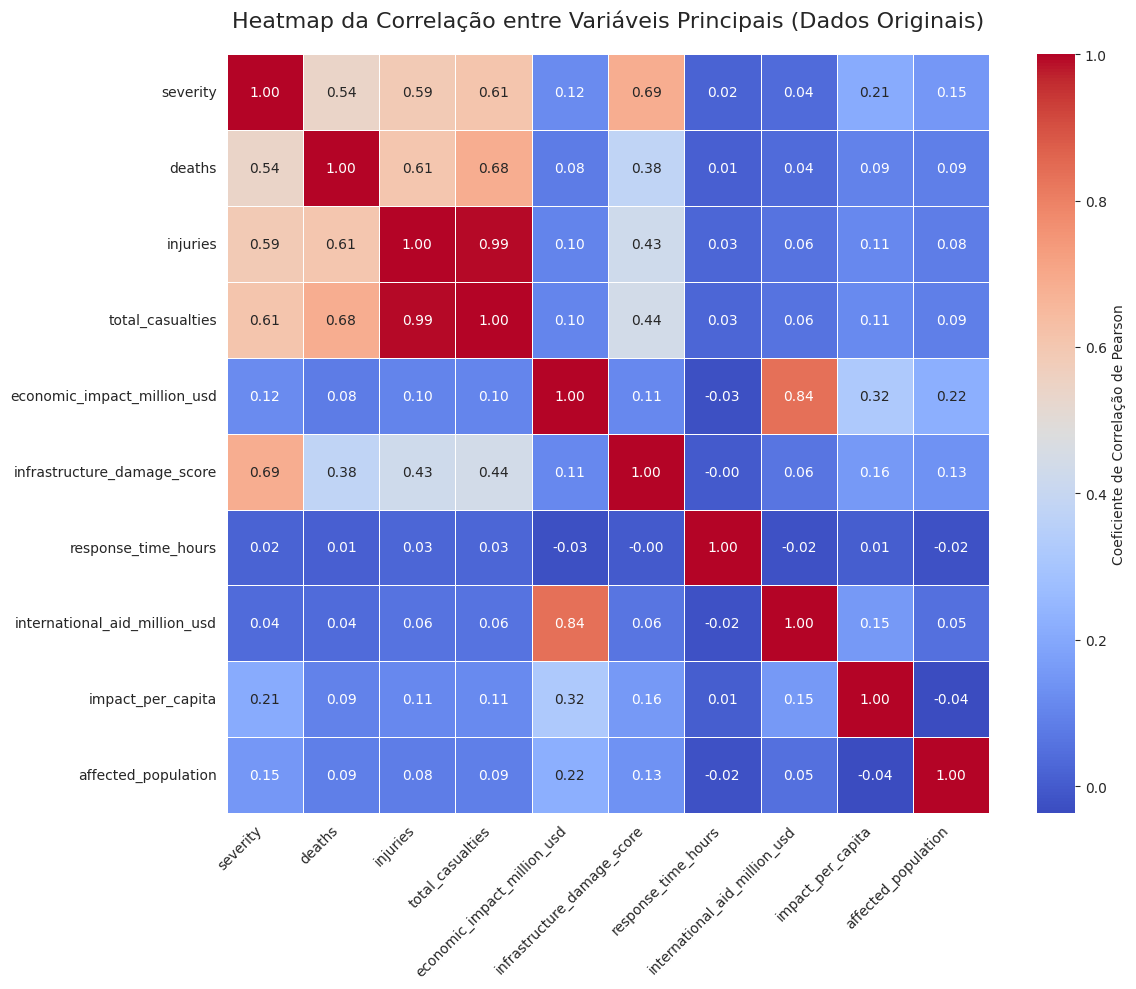 Heatmap da Correlação entre Variáveis Principais (Dados Originais)
severity 1.00 0.54 0.59 0.61 0.12 0.69 0.02 0.04 0.21 0.15
deaths 0.54 1.00 0.61 0.68 0.08 0.38 0.01 0.04 0.09 0.09
injuries 0.59 0.61 1.00 0.99 0.10 0.43 0.03 0.06 0.11 0.08
total_casualties 0.61 0.68 0.99 1.00 0.10 0.44 0.03 0.06 0.11 0.09
economic_impact_million_usd 0.12 0.08 0.10 0.10 1.00 0.11 -0.03 0.84 0.32 0.22
infrastructure_damage_score 0.69 0.38 0.43 0.44 0.11 1.00 -0.00 0.06 0.16 0.13
response_time_hours 0.02 0.01 0.03 0.03 -0.03 -0.00 1.00 -0.02 0.01 -0.02
international_aid_million_usd 0.04 0.04 0.06 0.06 0.84 0.06 -0.02 1.00 0.15 0.05
impact_per_capita 0.21 0.09 0.11 0.11 0.32 0.16 0.01 0.15 1.00 -0.04
affected_population 0.15 0.09 0.08 0.09 0.22 0.13 -0.02 0.05 -0.04 1.00
severity
deaths
injuries
total_casualties
economic_impact_million_usd
infrastructure_damage_score
response_time_hours
international_aid_million_usd
impact_per_capita
affected_population
1.0
0.8
0.6
0.4
0.2
0.0
Coeficiente de Correlação de Pearson